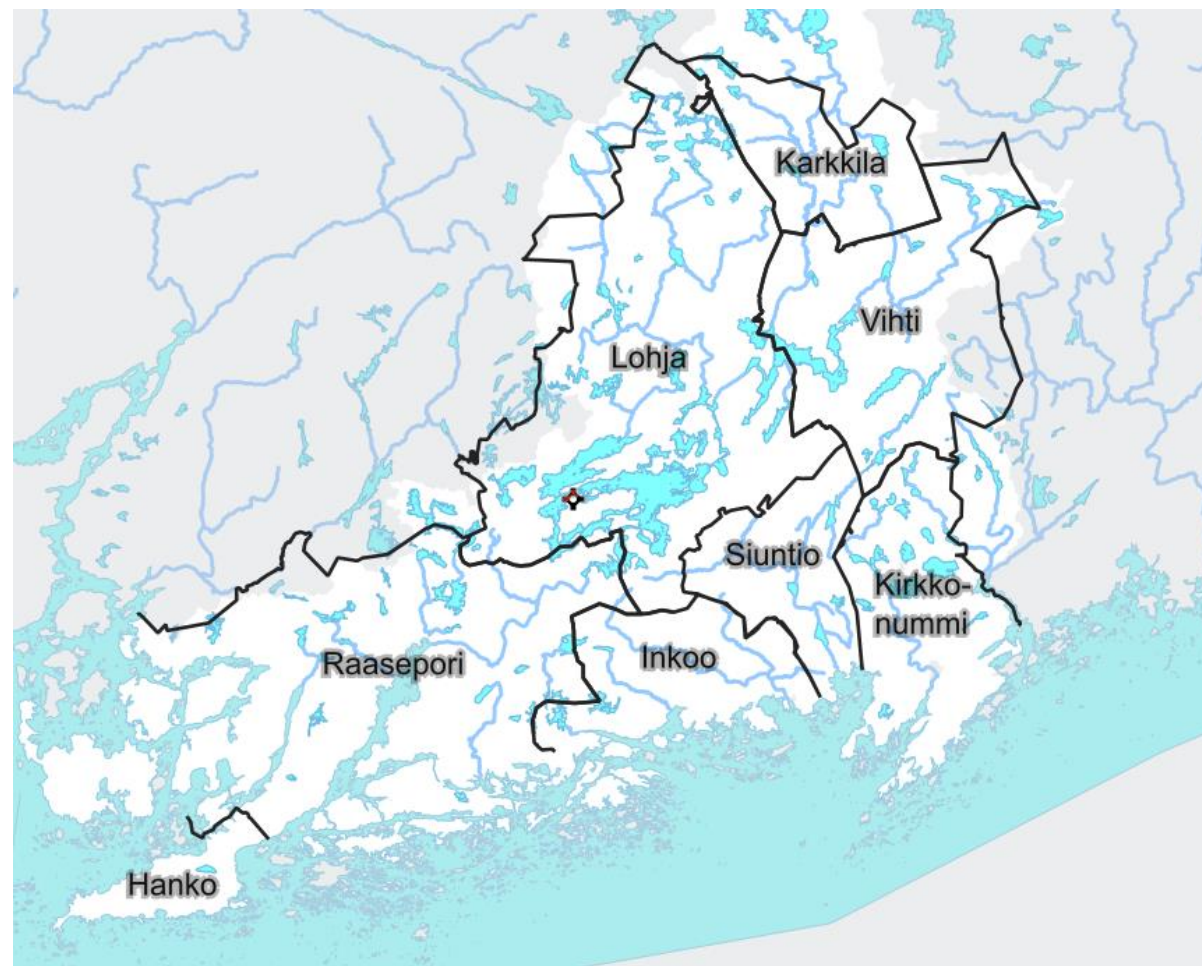 Karkkila
Vihti
Lohja
Siuntio
Kirkko-
nummi
Raasepori
Inkoo
Hanko